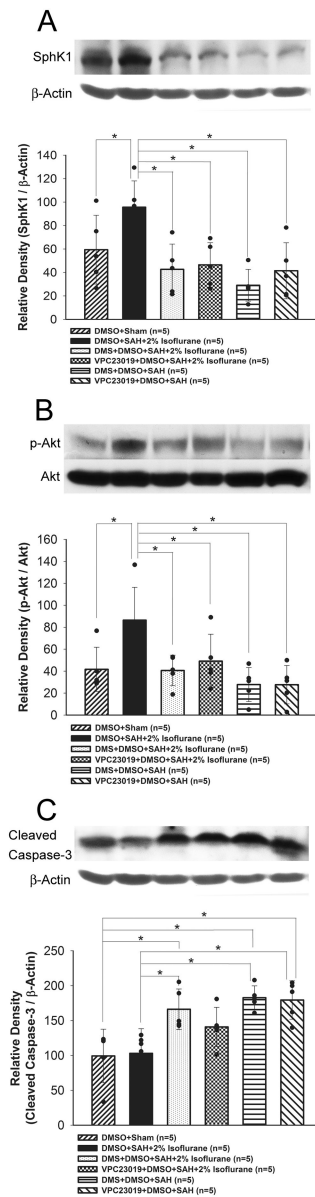 A
SphK1
β-Actin
Relative Density (SphK1 / β-Actin)
140
120
100
80
60
40
20
0
*
*
*
*
*
DMSO+Sham (n=5)
DMSO+SAH+2% Isoflurane (n=5)
DMS+DMSO+SAH+2% Isoflurane (n=5)
VPC23019+DMSO+SAH+2% Isoflurane (n=5)
DMS+DMSO+SAH (n=5)
VPC23019+DMSO+SAH (n=5)
B
p-Akt
Akt
Relative Density (p-Akt / Akt)
160
140
120
100
80
60
40
20
0
*
*
*
*
*
DMSO+Sham (n=5)
DMSO+SAH+2% Isoflurane (n=5)
DMS+DMSO+SAH+2% Isoflurane (n=5)
VPC23019+DMSO+SAH+2% Isoflurane (n=5)
DMS+DMSO+SAH (n=5)
VPC23019+DMSO+SAH (n=5)
C
Cleaved
Caspase-3
β-Actin
Relative Density
(Cleaved Caspase-3 / β-Actin)
250
200
150
100
50
0
*
*
*
*
*
*
DMSO+Sham (n=5)
DMSO+SAH+2% Isoflurane (n=5)
DMS+DMSO+SAH+2% Isoflurane (n=5)
VPC23019+DMSO+SAH+2% Isoflurane (n=5)
DMS+DMSO+SAH (n=5)
VPC23019+DMSO+SAH (n=5)